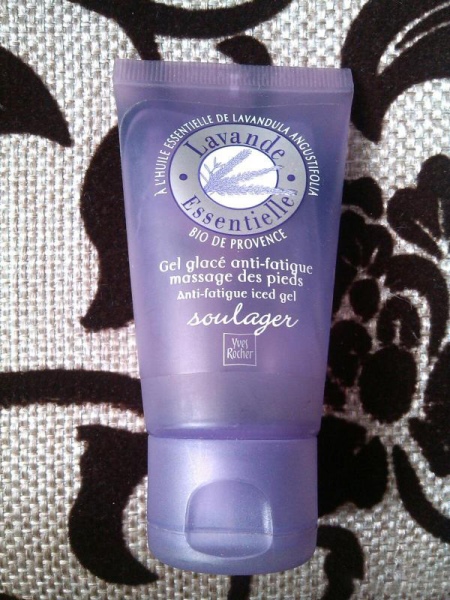 À L'HUILE ESSENTIELLE DE LAVANDULA ANGUSTIFOLIA
Lavande
Essentielle
BIO DE PROVENCE
Gel glacé anti-fatigue
massage des pieds
Anti-fatigue iced gel
soulager
Yves
Rocher